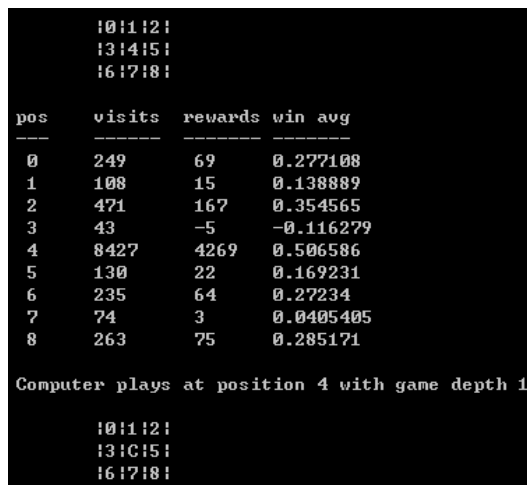 ¦0¦1¦2¦
¦3¦4¦5¦
¦6¦7¦8¦
pos visits rewards win avg
--- ------ ------- -------
0 249 69 0.277108
1 108 15 0.138889
2 471 167 0.354565
3 43 -5 -0.116279
4 8427 4269 0.506586
5 130 22 0.169231
6 235 64 0.27234
7 74 3 0.0405405
8 263 75 0.285171
Computer plays at position 4 with game depth 1
¦0¦1¦2¦
¦3¦C¦5¦
¦6¦7¦8¦